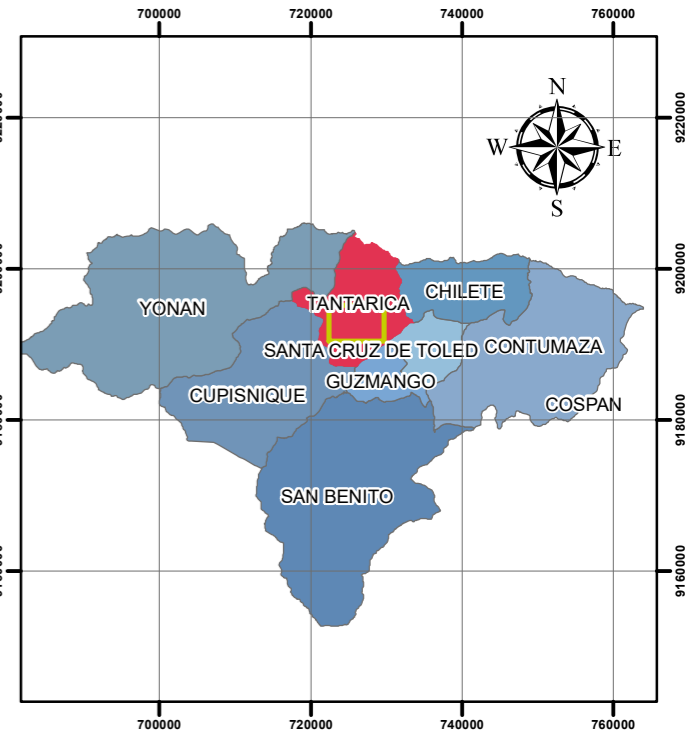 700000 720000 740000 760000
N
W E
S
9220000
9200000
TANTARICA
CHILETE
YONAN
SANTA CRUZ DE TOLED
CONTUMAZA
GUZMANGO
CUPISNIQUE
COSPAN
9180000
SAN BENITO
9160000
700000 720000 740000 760000